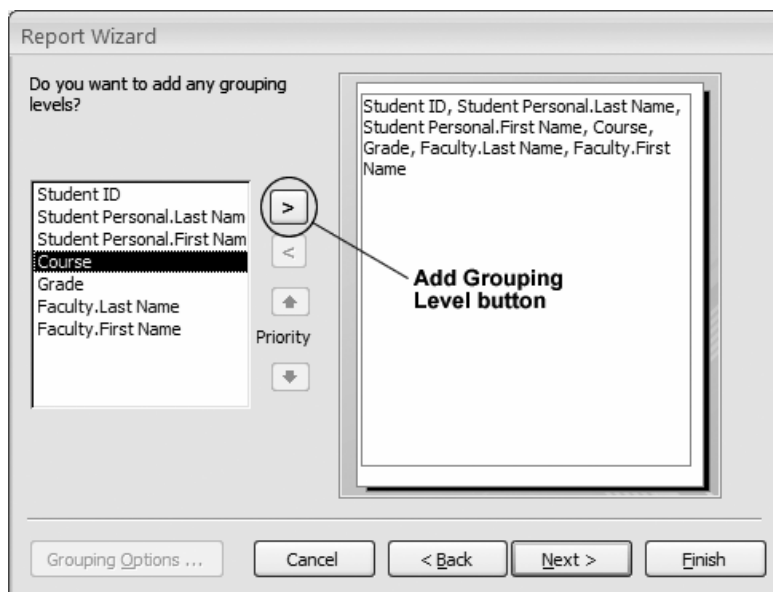 Report Wizard
Do you want to add any grouping
levels?
Student ID
Student Personal.Last Nam
Student Personal.First Nam
Course
Grade
Faculty.Last Name
Faculty.First Name
>
<
Priority
Student ID, Student Personal.Last Name,
Student Personal.First Name, Course,
Grade, Faculty.Last Name, Faculty.First
Name
Add Grouping
Level button
Grouping Options ...
Cancel
< Back
Next >
Finish